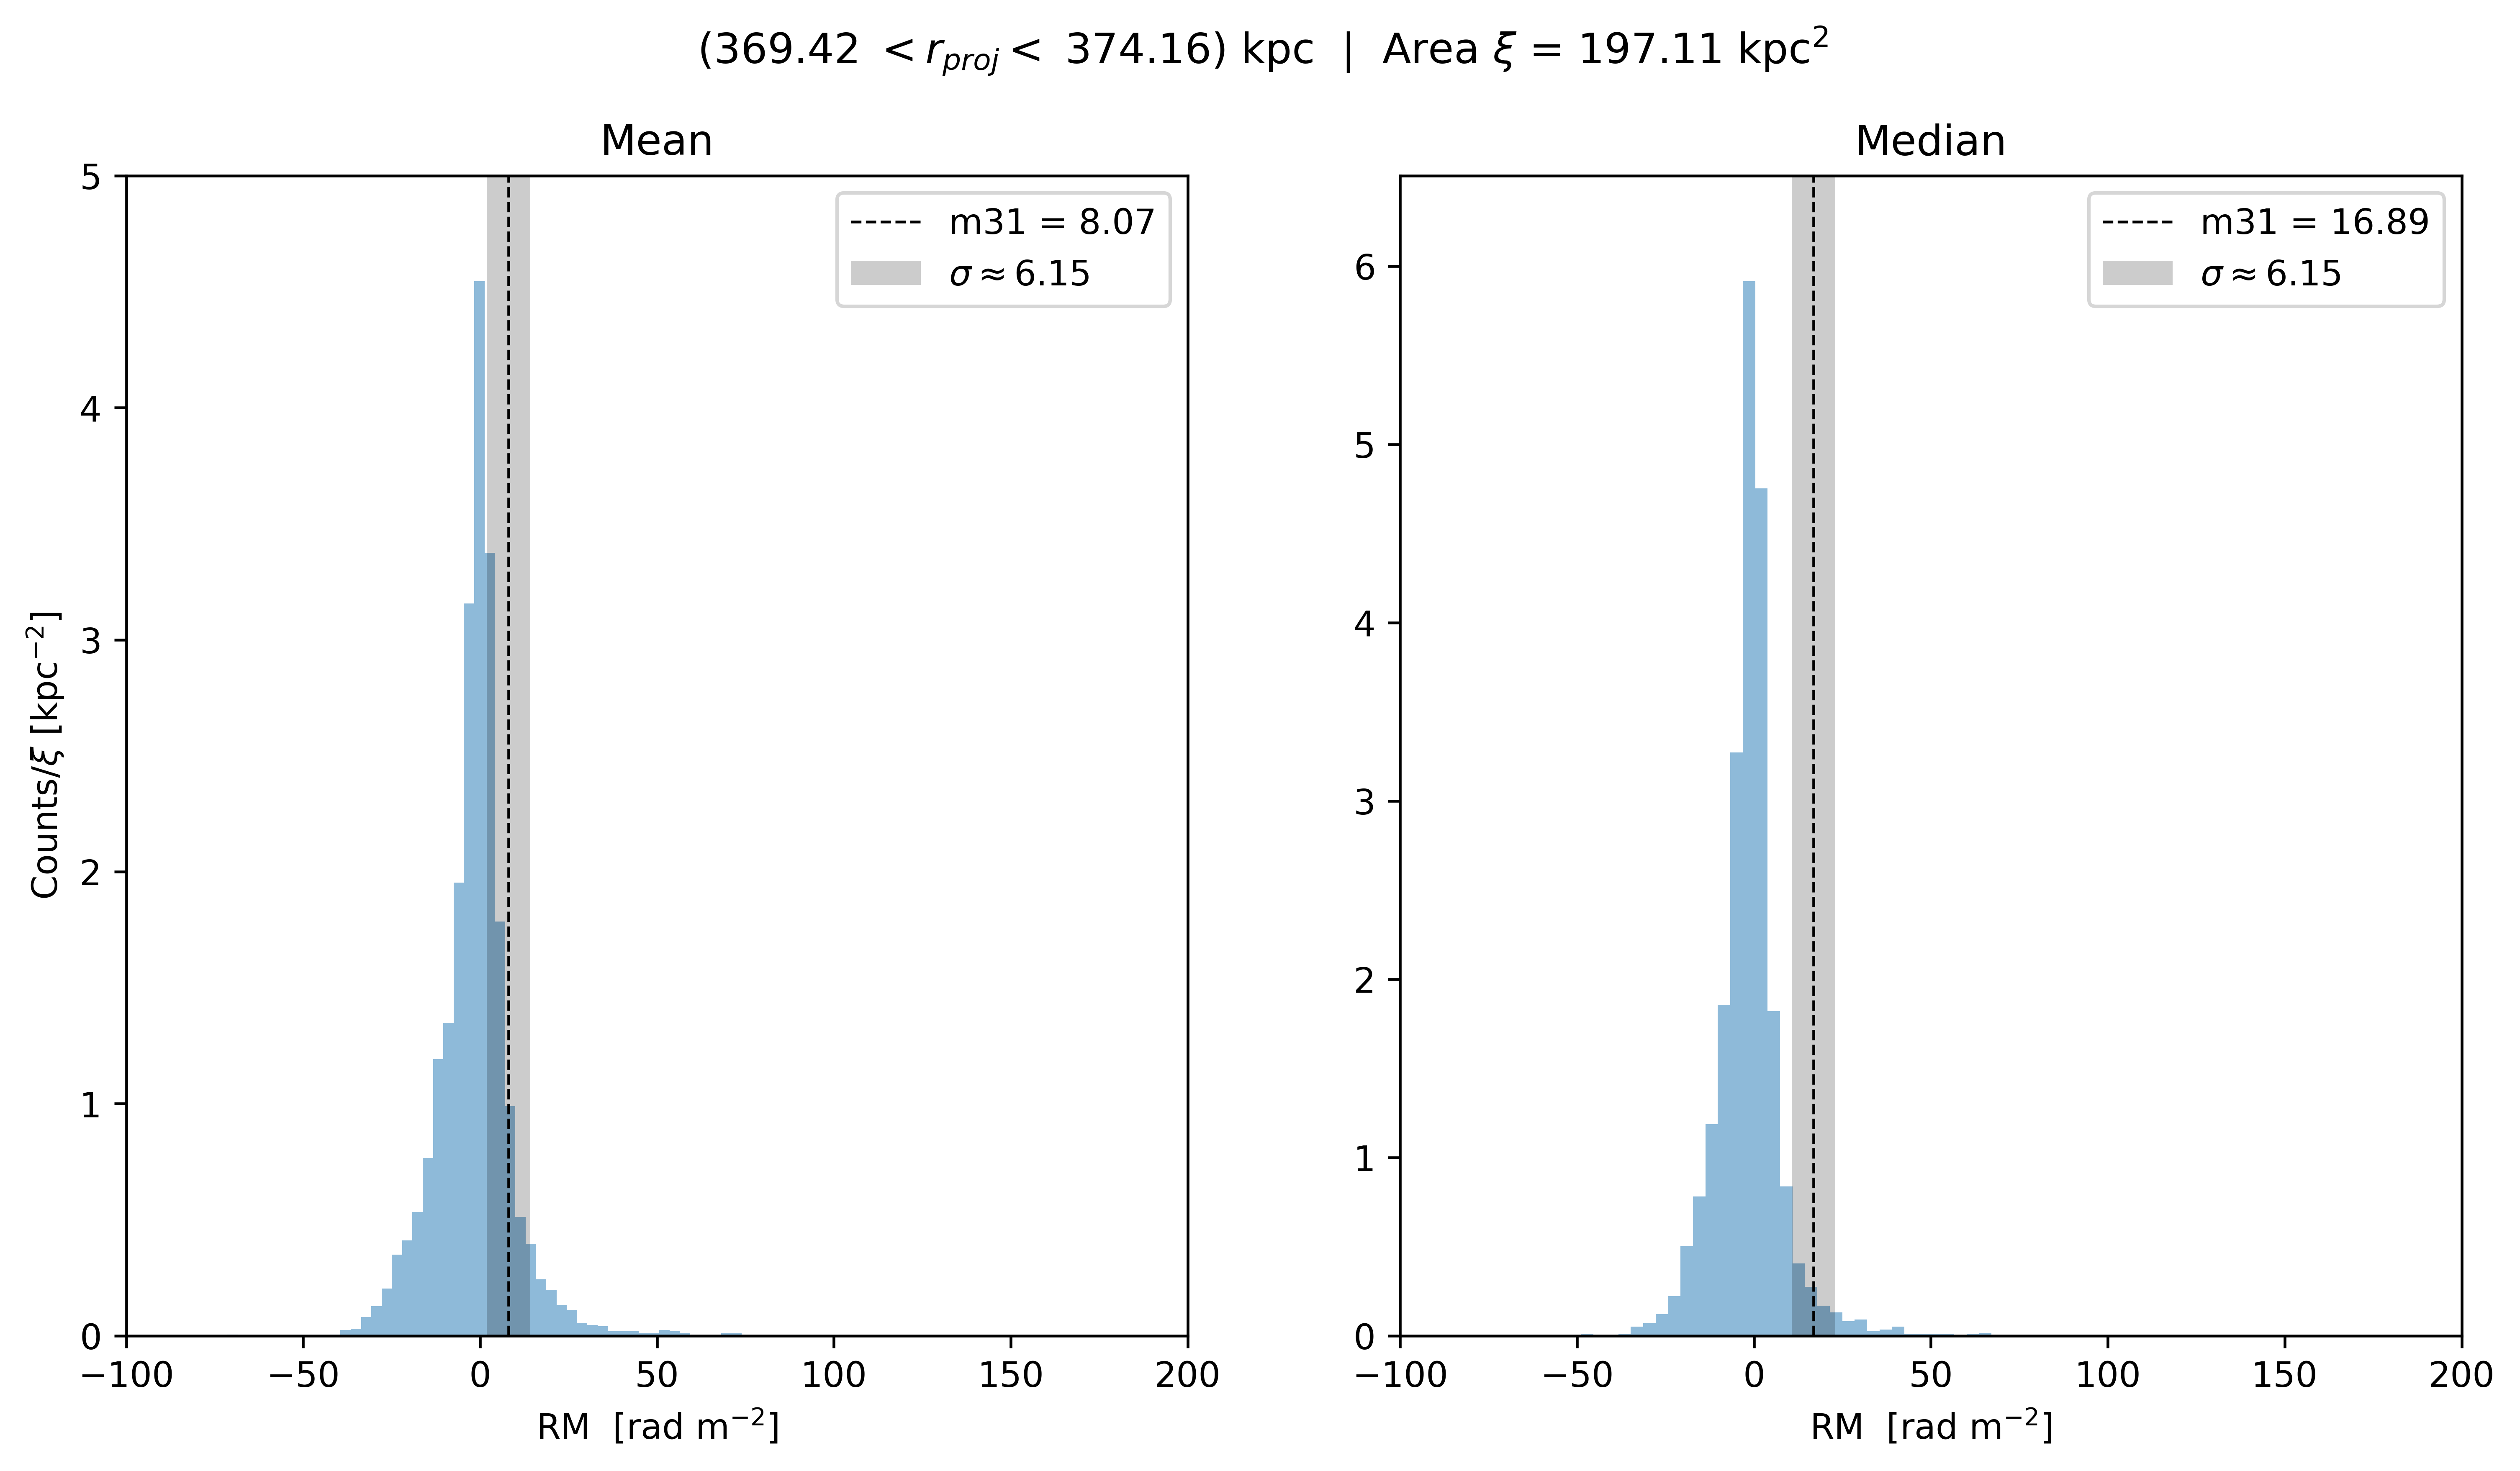 (369.42 < r_proj < 374.16) kpc | Area ξ = 197.11 kpc²
Mean
5
4
3
2
1
0
Counts/ξ [kpc⁻²]
m31 = 8.07
σ ≈ 6.15
−100 −50 0 50 100 150 200
RM [rad m⁻²]
Median
6
5
4
3
2
1
0
m31 = 16.89
σ ≈ 6.15
−100 −50 0 50 100 150 200
RM [rad m⁻²]